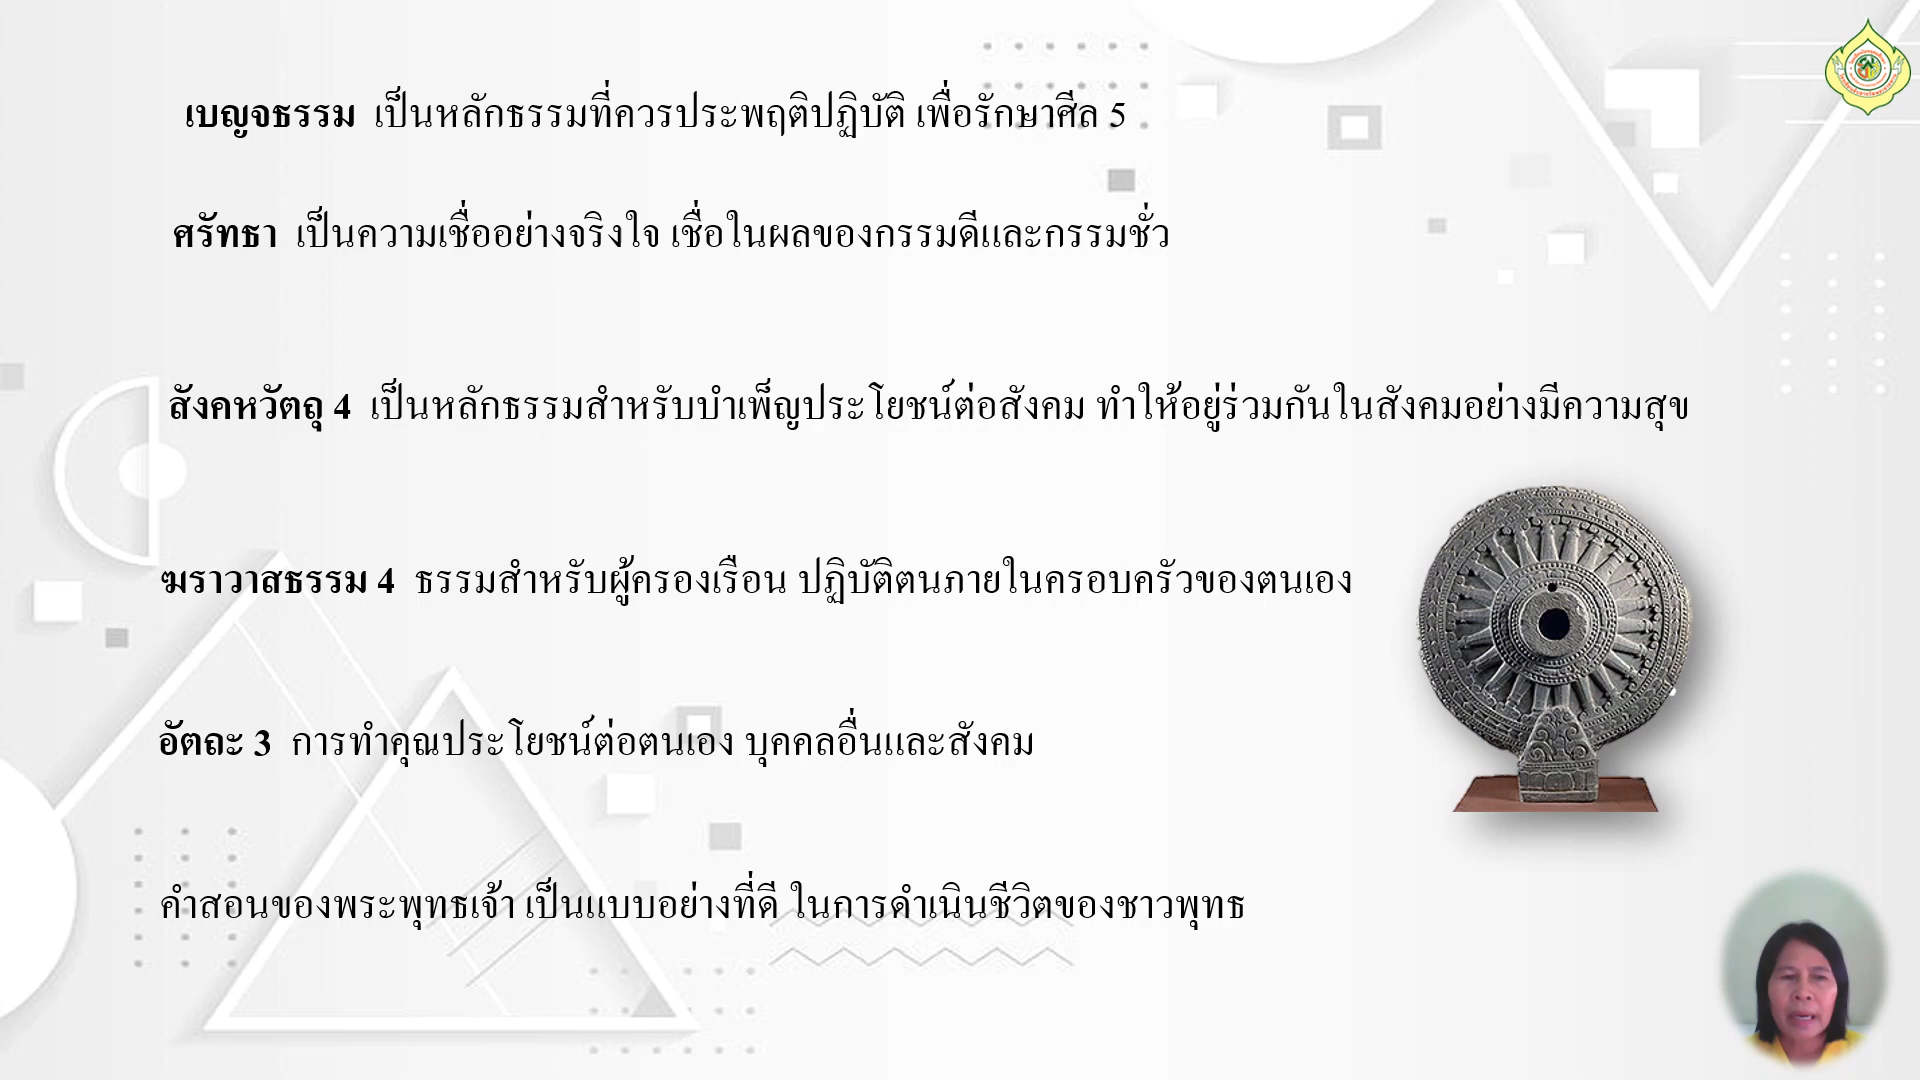 เบญจธรรม เป็นหลักธรรมที่ควรประพฤติปฏิบัติ เพื่อรักษาศีล 5
ศรัทธา เป็นความเชื่ออย่างจริงใจ เชื่อในผลของกรรมดีและกรรมชั่ว
สังคหวัตถุ 4 เป็นหลักธรรมสำหรับบำเพ็ญประโยชน์ต่อสังคม ทำให้อยู่ร่วมกันในสังคมอย่างมีความสุข
ฆราวาสธรรม 4 ธรรมสำหรับผู้ครองเรือน ปฏิบัติตนภายในครอบครัวของตนเอง
อัตถะ 3 การทำคุณประโยชน์ต่อตนเอง บุคคลอื่นและสังคม
คำสอนของพระพุทธเจ้า เป็นแบบอย่างที่ดี ในการดำเนินชีวิตของชาวพุทธ